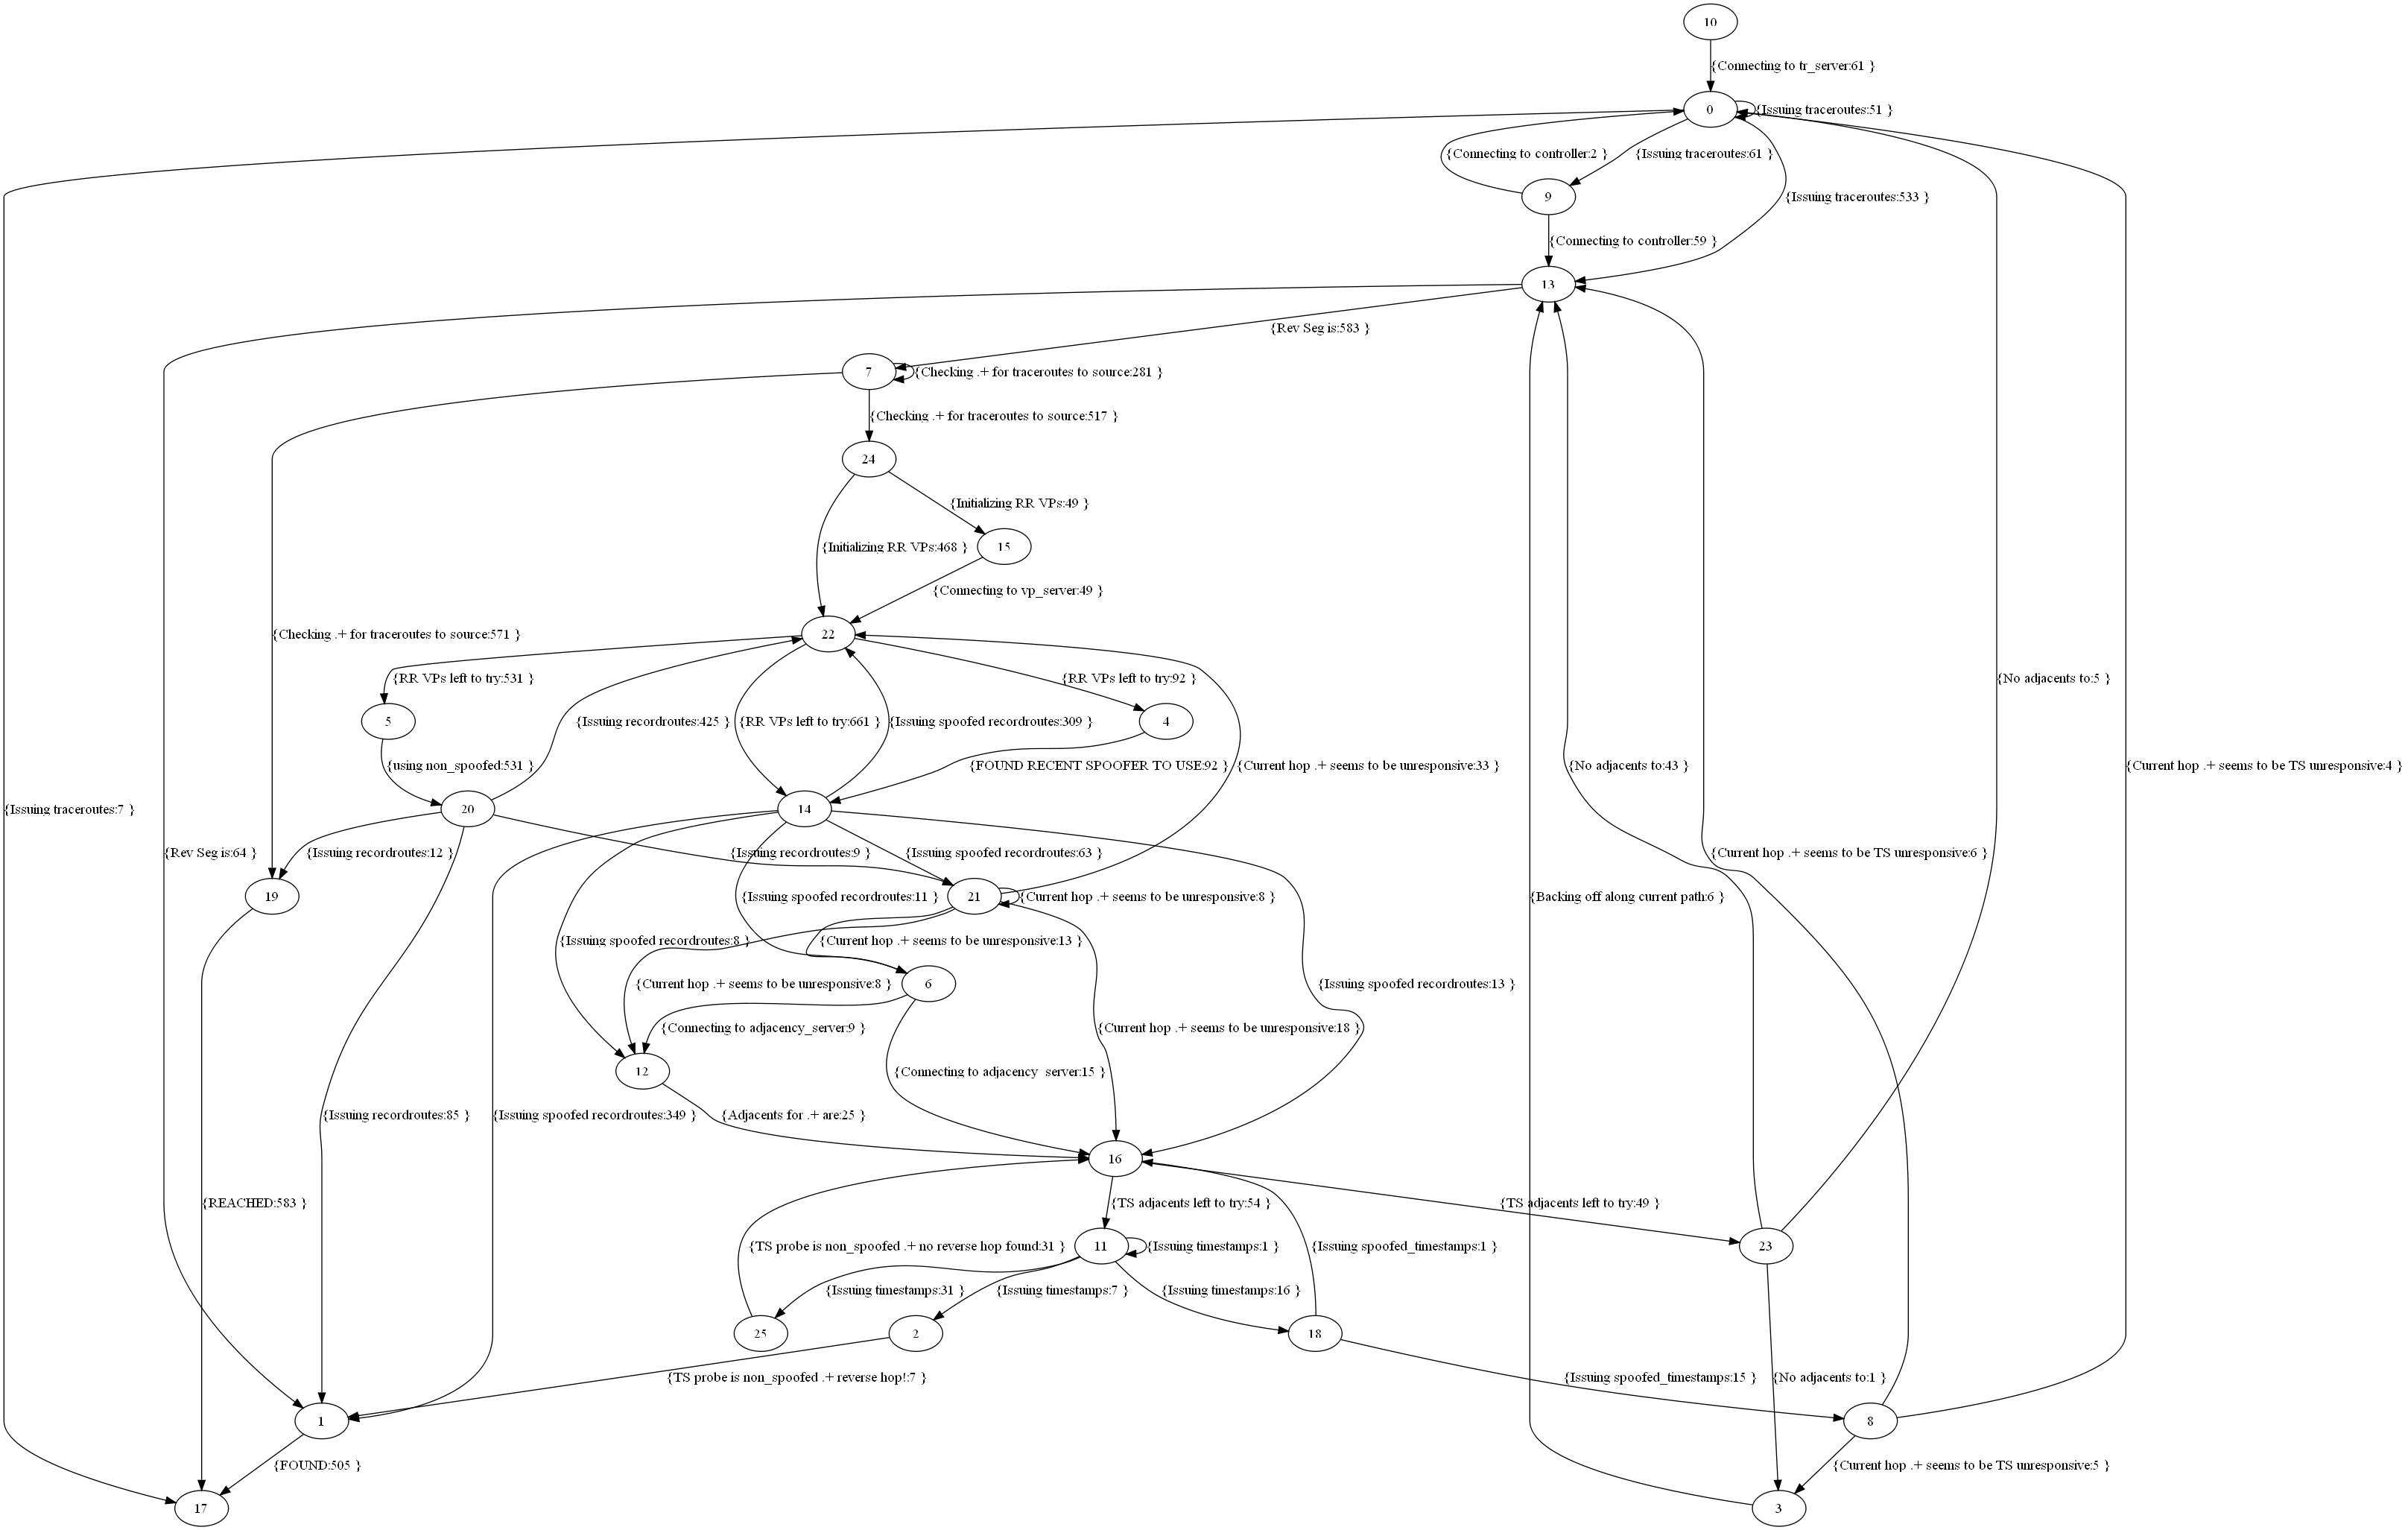 10
{Connecting to tr_server:61 }
0
{Issuing traceroutes:51 }
{Connecting to controller:2 }
{Issuing traceroutes:61 }
9
{Issuing traceroutes:533 }
{Connecting to controller:59 }
13
{Rev Seg is:583 }
7
{Checking .+ for traceroutes to source:281 }
{Checking .+ for traceroutes to source:517 }
24
{Initializing RR VPs:49 }
{Initializing RR VPs:468 }
15
{Connecting to vp_server:49 }
{Checking .+ for traceroutes to source:571 }
22
{RR VPs left to try:531 }
{RR VPs left to try:92 }
{No adjacents to:5 }
5
{Issuing recordroutes:425 }
{RR VPs left to try:661 }
{Issuing spoofed recordroutes:309 }
4
{using non_spoofed:531 }
{FOUND RECENT SPOOFER TO USE:92 }
{Current hop .+ seems to be unresponsive:33 }
{No adjacents to:43 }
{Current hop .+ seems to be TS unresponsive:4 }
{Issuing traceroutes:7 }
20
14
{Rev Seg is:64 }
{Issuing recordroutes:12 }
{Issuing recordroutes:9 }
{Issuing spoofed recordroutes:63 }
{Current hop .+ seems to be TS unresponsive:6 }
19
{Issuing spoofed recordroutes:11 }
21
{Current hop .+ seems to be unresponsive:8 }
{Backing off along current path:6 }
{Issuing spoofed recordroutes:8 }
{Current hop .+ seems to be unresponsive:13 }
{Current hop .+ seems to be unresponsive:8 }
6
{Issuing spoofed recordroutes:13 }
{Connecting to adjacency_server:9 }
{Current hop .+ seems to be unresponsive:18 }
12
{Connecting to adjacency_server:15 }
{Issuing recordroutes:85 }
{Issuing spoofed recordroutes:349 }
{Adjacents for .+ are:25 }
16
{REACHED:583 }
{TS adjacents left to try:54 }
{TS adjacents left to try:49 }
{TS probe is non_spoofed .+ no reverse hop found:31 }
11
{Issuing timestamps:1 }
{Issuing spoofed_timestamps:1 }
23
{Issuing timestamps:31 }
{Issuing timestamps:7 }
{Issuing timestamps:16 }
25
2
18
{TS probe is non_spoofed .+ reverse hop!:7 }
{Issuing spoofed_timestamps:15 }
{No adjacents to:1 }
1
8
{FOUND:505 }
{Current hop .+ seems to be TS unresponsive:5 }
17
3